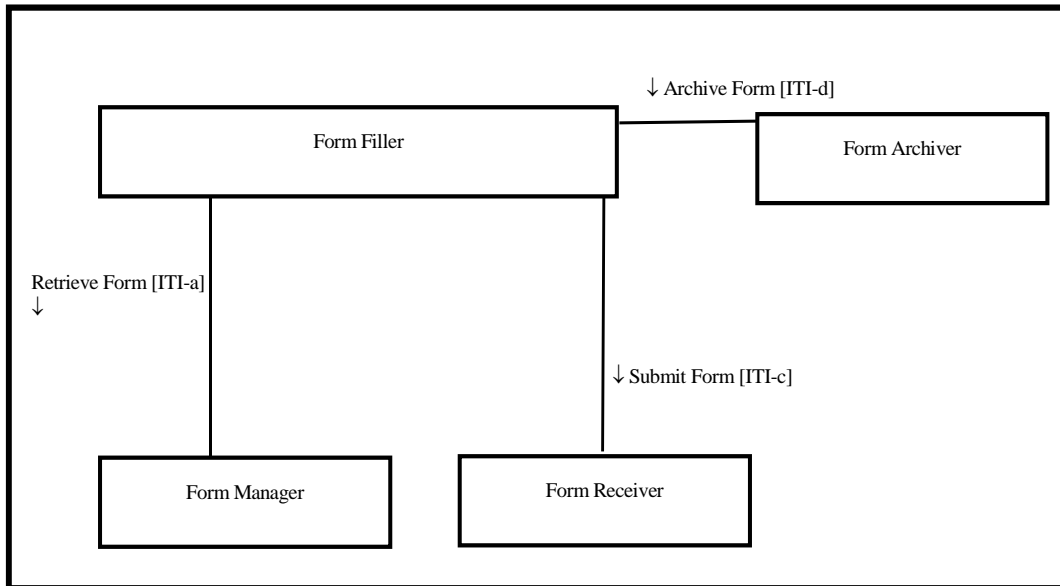 ↓ Archive Form [ITI-d]
Form Filler
Form Archiver
Retrieve Form [ITI-a]
↓
↓ Submit Form [ITI-c]
Form Manager
Form Receiver